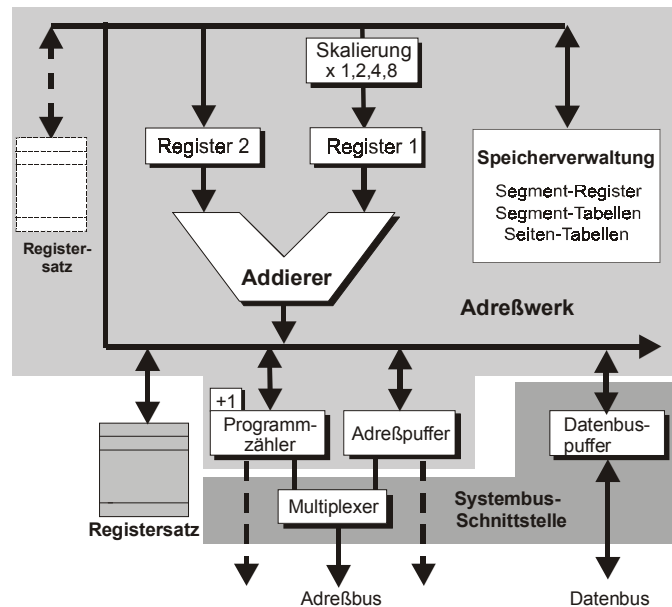 Skalierung
x 1,2,4,8
Register 2
Register 1
Speicherverwaltung
Segment-Register
Segment-Tabellen
Seiten-Tabellen
Register-
satz
Addierer
Adreßwerk
+1
Programm-
zähler
Adreßpuffer
Datenbus-
puffer
Registersatz
Multiplexer
Systembus-
Schnittstelle
Adreßbus
Datenbus